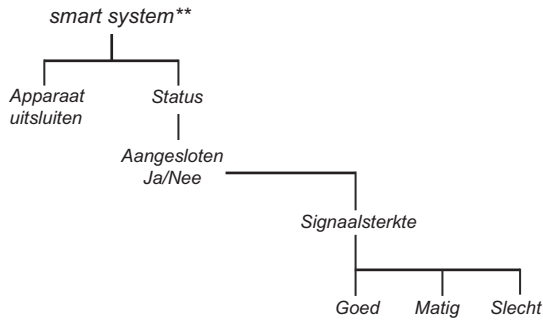 smart system**
Apparaat
uitsluiten
Status
Aangesloten
Ja/Nee
Signaalsterkte
Goed
Matig
Slecht